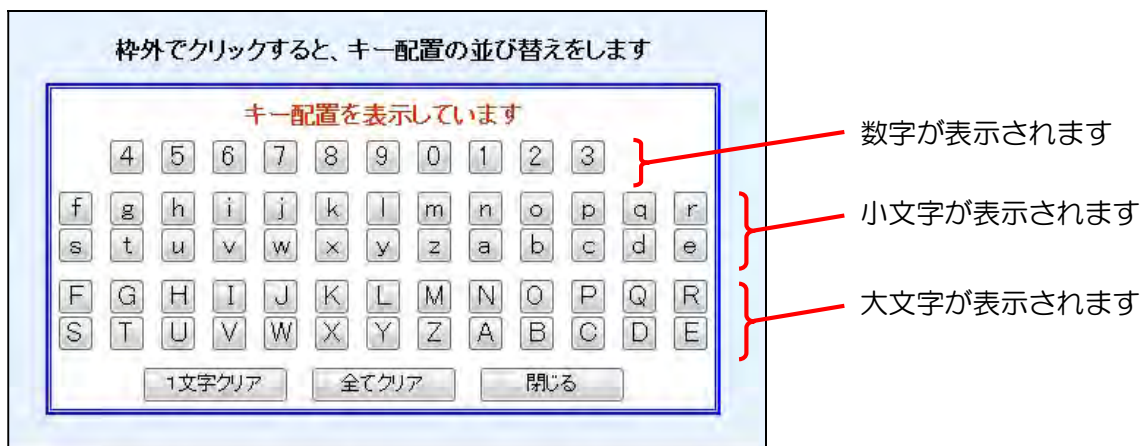 枠外でクリックすると、キー配置の並び替えをします
キー配置を表示しています
4 5 6 7 8 9 0 1 2 3
数字が表示されます
f g h i j k l m n o p q r
小文字が表示されます
s t u v w x y z a b c d e
F G H I J K L M N O P Q R
大文字が表示されます
S T U V W X Y Z A B C D E
1文字クリア 全てクリア 閉じる